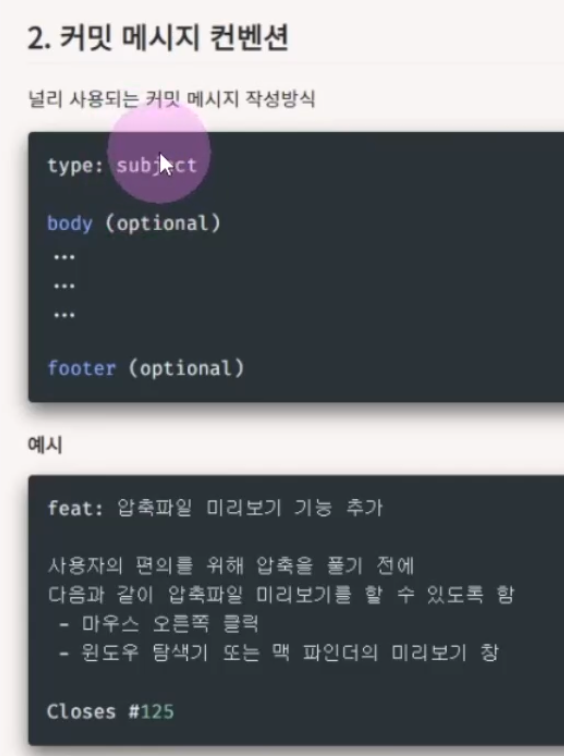 2. 커밋 메시지 컨벤션
널리 사용되는 커밋 메시지 작성방식
type: subject
body (optional)
...
...
...
footer (optional)
예시
feat: 압축파일 미리보기 기능 추가
사용자의 편의를 위해 압축을 풀기 전에
다음과 같이 압축파일 미리보기를 할 수 있도록 함
- 마우스 오른쪽 클릭
- 윈도우 탐색기 또는 맥 파인더의 미리보기 창
Closes #125